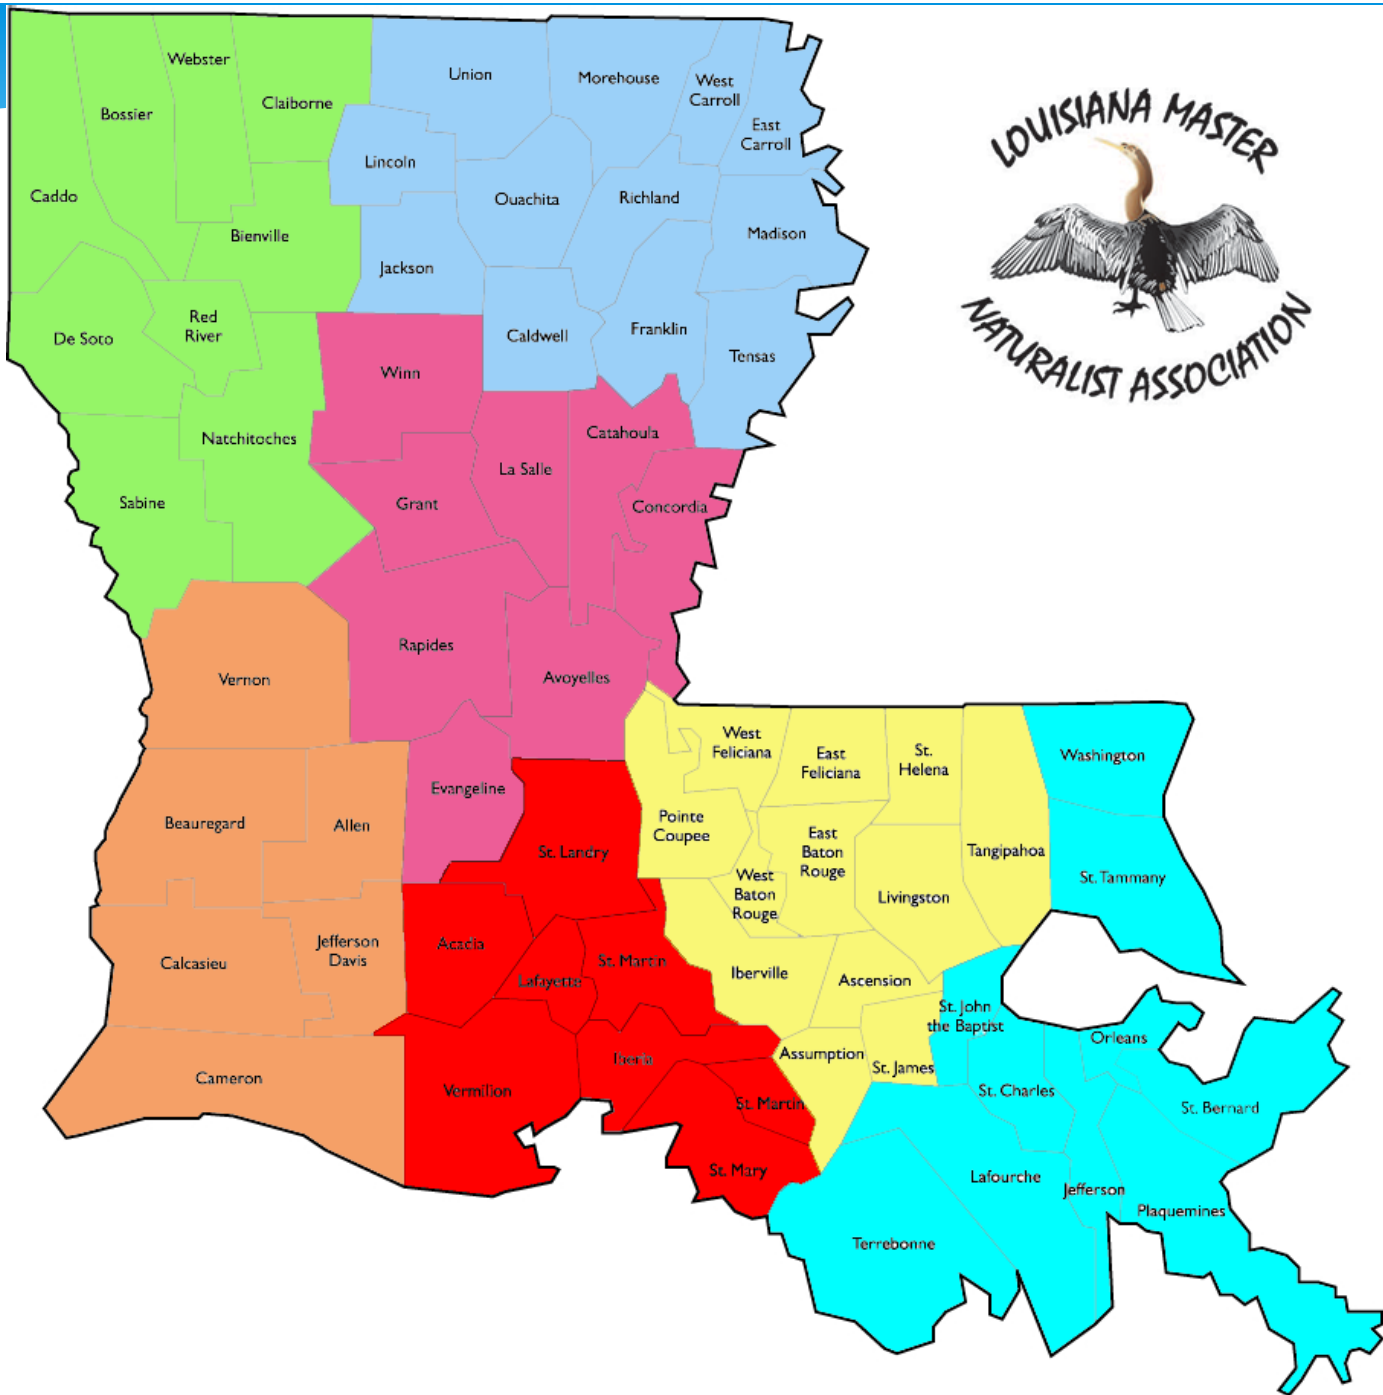 LOUISIANA MASTER
NATURALIST ASSOCIATION
Webster
Union
Morehouse
West
Carroll
Claiborne
Bossier
East
Carroll
Lincoln
Caddo
Ouachita
Richland
Bienville
Madison
Jackson
Red
River
De Soto
Caldwell
Franklin
Tensas
Winn
Natchitoches
Catahoula
La Salle
Sabine
Grant
Concordia
Rapides
Vernon
Avoyelles
West
Feliciana
East
Feliciana
St.
Helena
Washington
Evangeline
Beauregard
Allen
Pointe
Coupee
East
Baton
Rouge
Tangipahoa
St. Landry
West
Baton
Rouge
Livingston
St. Tammany
Acadia
Jefferson
Davis
Calcasieu
St. Martin
Lafayette
Iberville
Ascension
St. John
the Baptist
Orleans
Iberia
Assumption
St. James
Cameron
Vermilion
St. Charles
St. Martin
St. Bernard
St. Mary
Lafourche
Jefferson
Plaquemines
Terrebonne